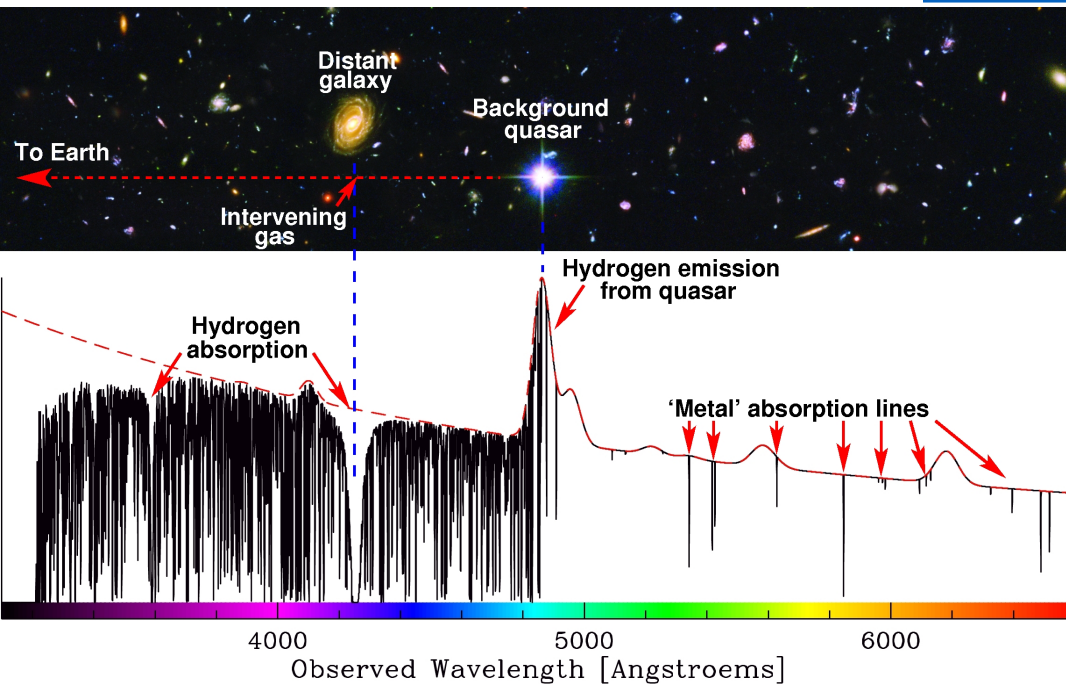 Distant
galaxy
Background
quasar
To Earth
Intervening
gas
Hydrogen emission
from quasar
Hydrogen
absorption
‘Metal’ absorption lines
4000
5000
6000
Observed Wavelength [Angstroems]